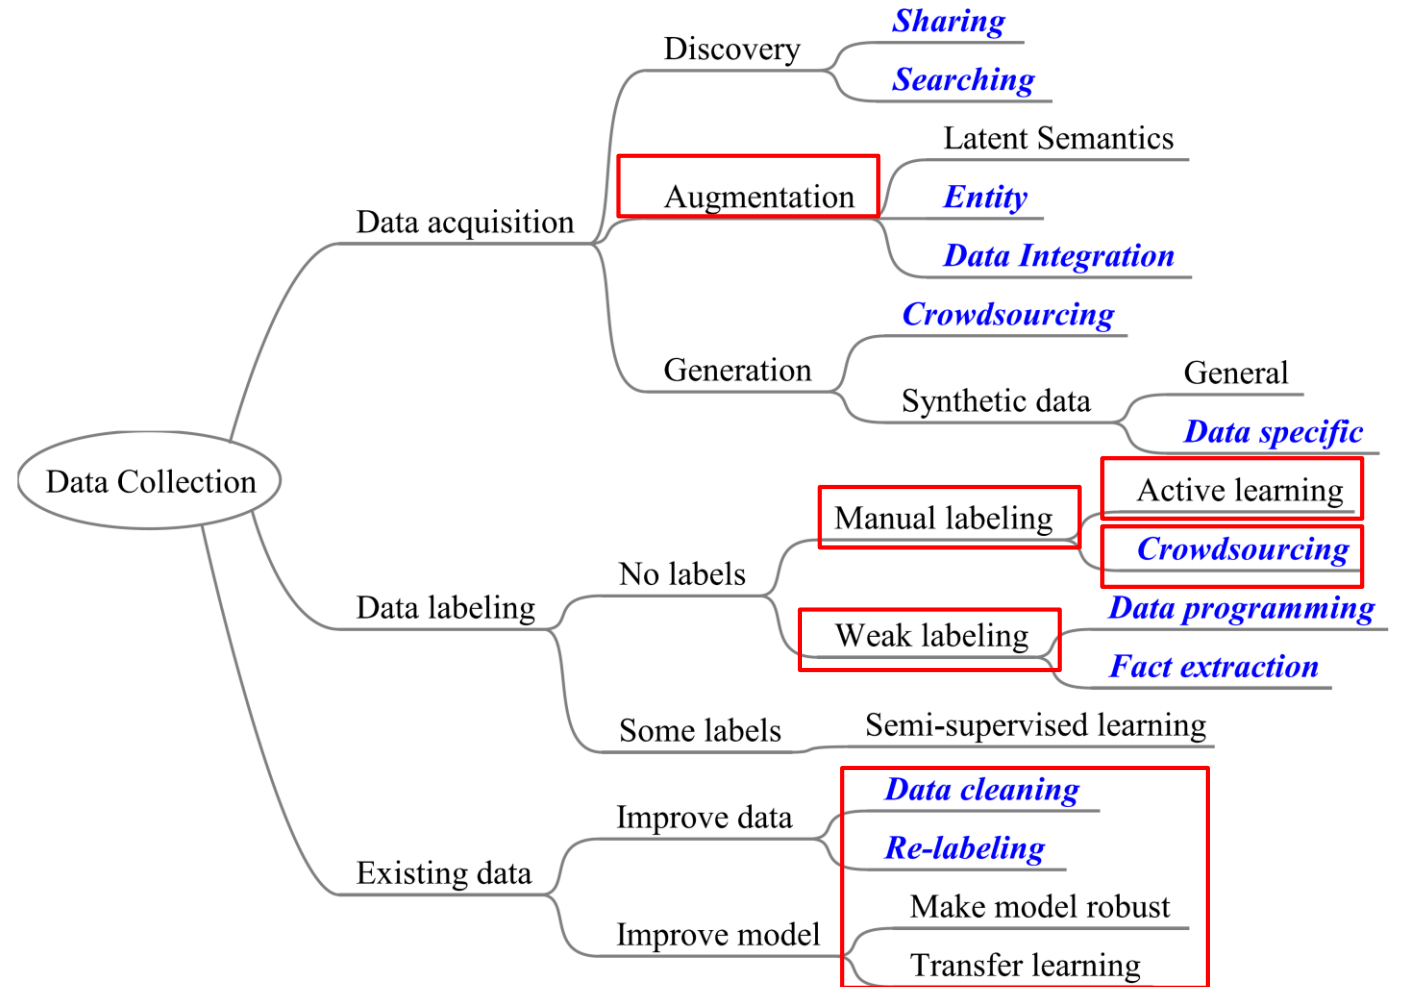 Data Collection
Data acquisition
Discovery
Sharing
Searching
Augmentation
Latent Semantics
Entity
Data Integration
Generation
Crowdsourcing
Synthetic data
General
Data specific
Data labeling
No labels
Manual labeling
Active learning
Crowdsourcing
Weak labeling
Data programming
Fact extraction
Some labels
Semi-supervised learning
Existing data
Improve data
Data cleaning
Re-labeling
Improve model
Make model robust
Transfer learning